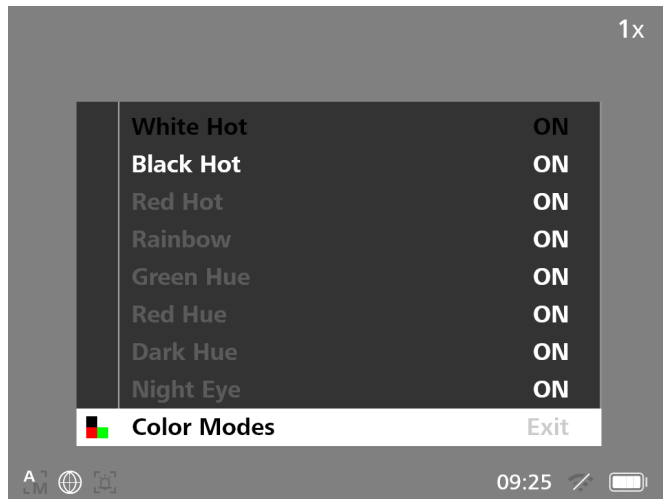 1x
White Hot ON
Black Hot ON
Red Hot ON
Rainbow ON
Green Hue ON
Red Hue ON
Dark Hue ON
Night Eye ON
Color Modes Exit
A
M
09:25